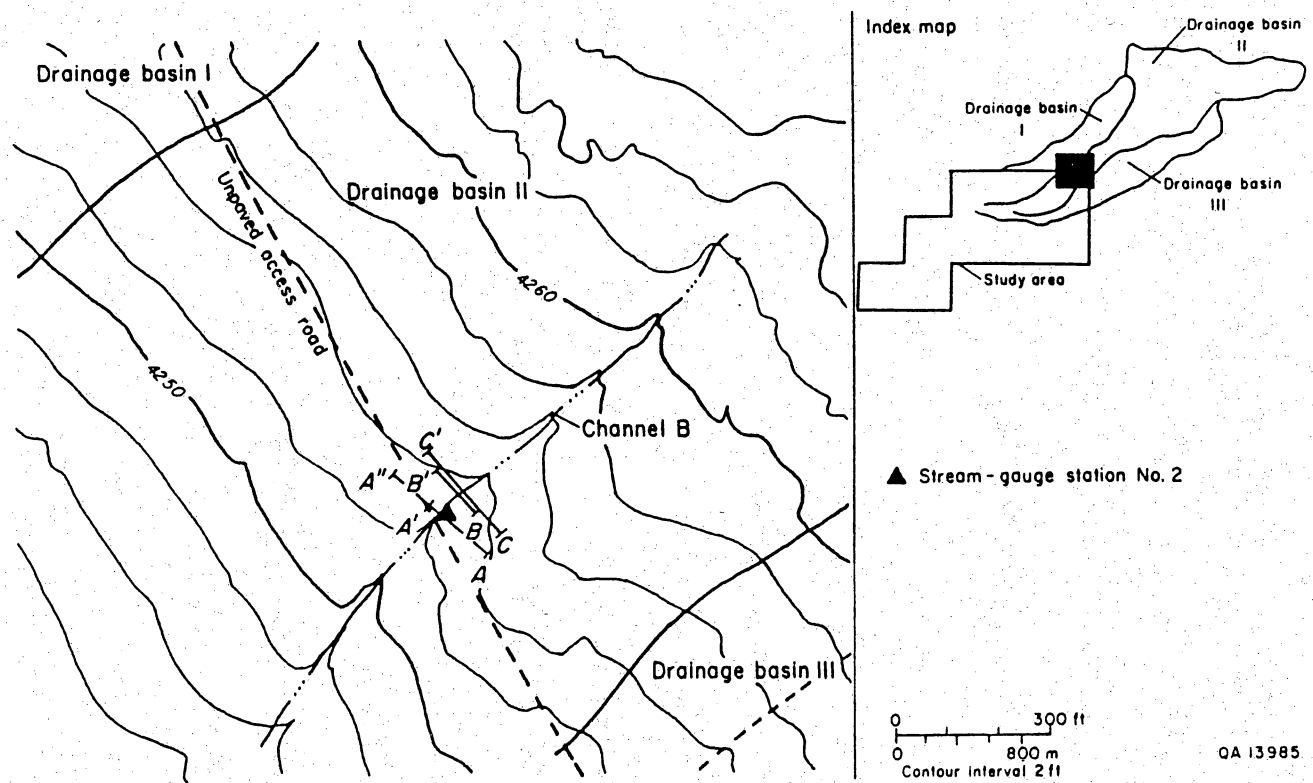 Drainage basin I
Unpaved access road
Drainage basin II
4260
4250
Channel B
C'
A"
B'
A'
B
C
A
Drainage basin III
Index map
Drainage basin
II
Drainage basin
I
Drainage basin
III
Study area
Stream-gauge station No. 2
0 300 ft
0 800 m
Contour interval 2 ft
QA 13985